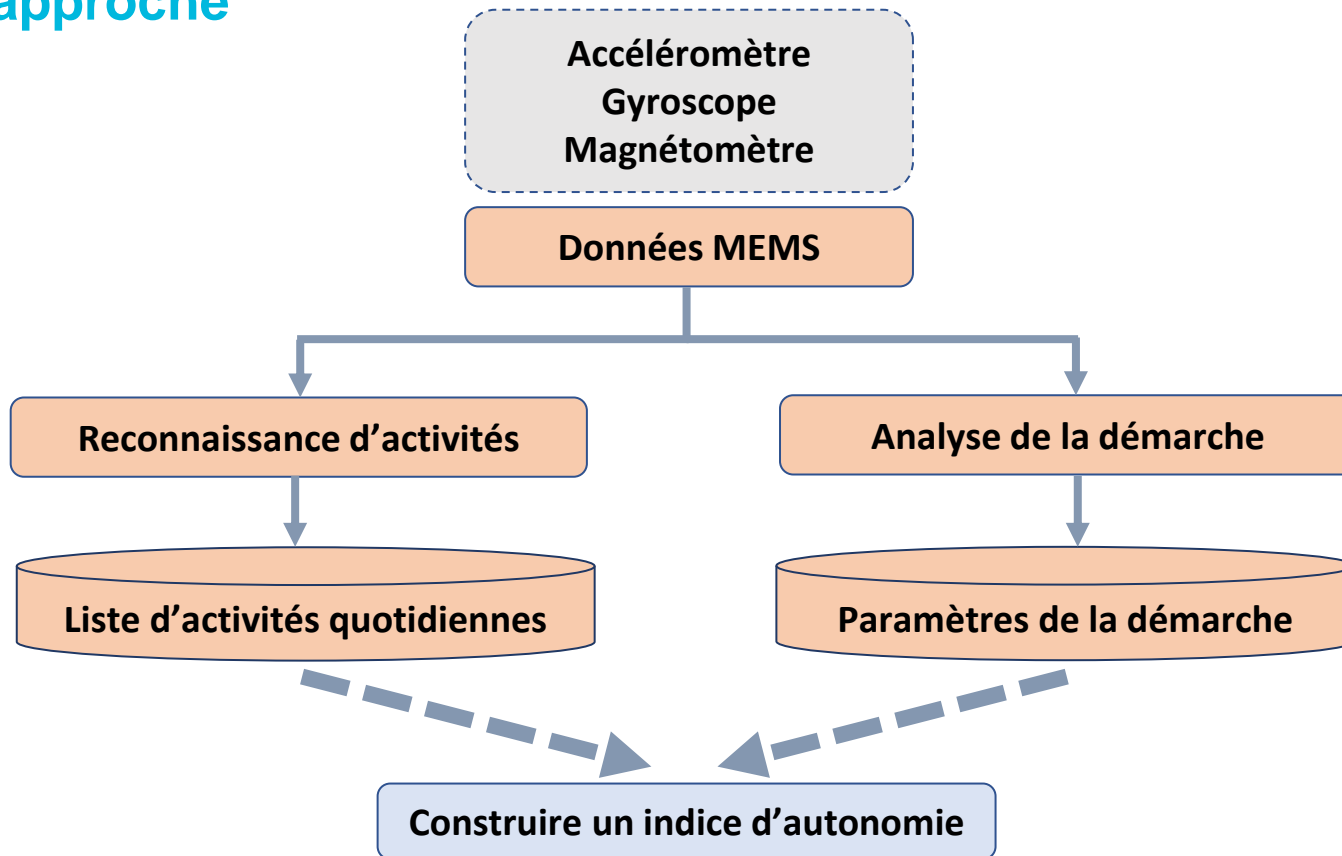 approche
Accéléromètre
Gyroscope
Magnétomètre
Données MEMS
Reconnaissance d’activités
Analyse de la démarche
Liste d’activités quotidiennes
Paramètres de la démarche
Construire un indice d’autonomie